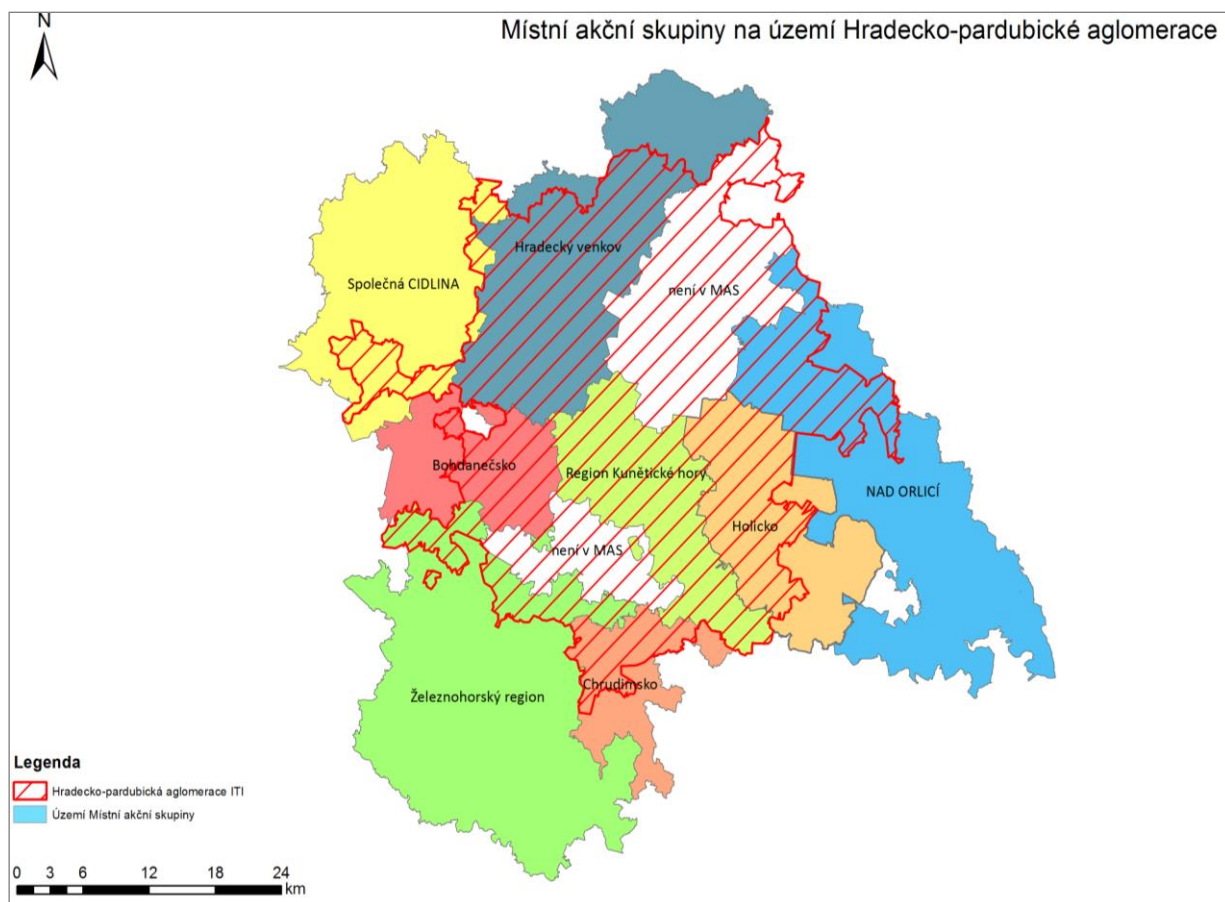 N
Místní akční skupiny na území Hradecko-pardubické aglomerace
Hradecký venkov
Společná CIDLINA
není v MAS
Bohdanečsko
Region Kunětické hory
NAD ORLICÍ
Holicko
není v MAS
Chrudimsko
Železnohorský region
Legenda
Hradecko-pardubická aglomerace ITI
Území Místní akční skupiny
0 3 6 12 18 24
km